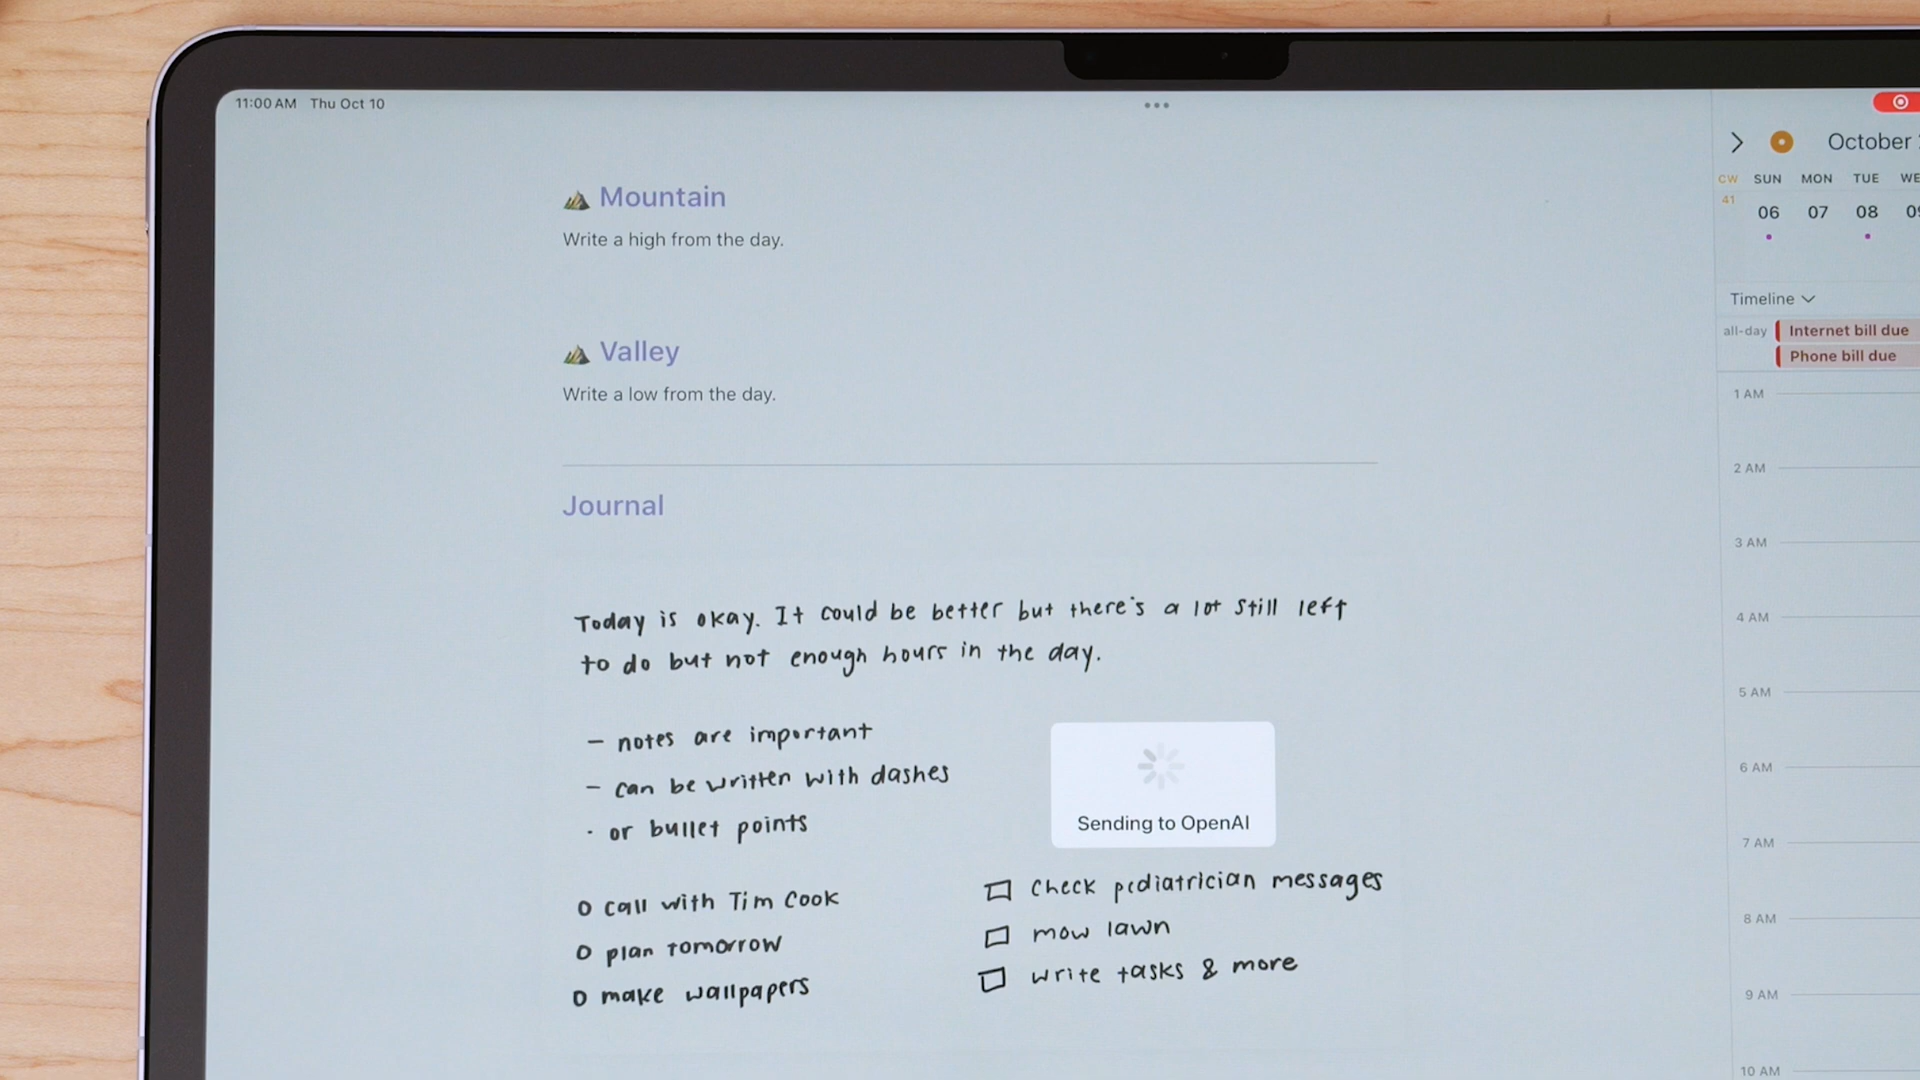 11:00 AM Thu Oct 10
Mountain
Write a high from the day.
Valley
Write a low from the day.
Journal
Today is okay. It could be better but there's a lot still left
to do but not enough hours in the day.
– notes are important
– can be written with dashes
· or bullet points
Sending to OpenAI
O call with Tim Cook
O plan tomorrow
O make wallpapers
□ Check pediatrician messages
□ mow lawn
□ write tasks & more
October
CW SUN MON TUE WE
41 06 07 08
Timeline
all-day Internet bill due
Phone bill due
1 AM
2 AM
3 AM
4 AM
5 AM
6 AM
7 AM
8 AM
9 AM
10 AM